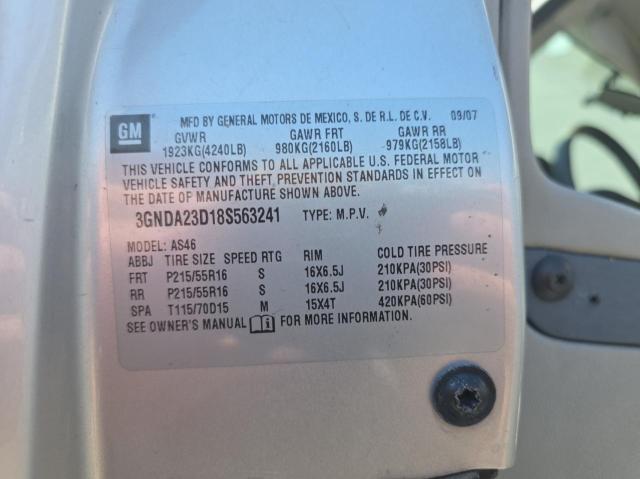 MFD BY GENERAL MOTORS DE MEXICO, S. DE R.L. DE C.V. 09/07
GM
GVWR GAWR FRT GAWR RR
1923KG(4240LB) 980KG(2160LB) 979KG(2158LB)
THIS VEHICLE CONFORMS TO ALL APPLICABLE U.S. FEDERAL MOTOR
VEHICLE SAFETY AND THEFT PREVENTION STANDARDS IN EFFECT ON
THE DATE OF MANUFACTURE SHOWN ABOVE.
3GNDA23D18S563241 TYPE: M.P.V.
MODEL: AS46
ABBJ TIRE SIZE SPEED RTG RIM COLD TIRE PRESSURE
FRT P215/55R16 S 16X6.5J 210KPA(30PSI)
RR P215/55R16 S 16X6.5J 210KPA(30PSI)
SPA T115/70D15 M 15X4T 420KPA(60PSI)
SEE OWNER'S MANUAL FOR MORE INFORMATION.